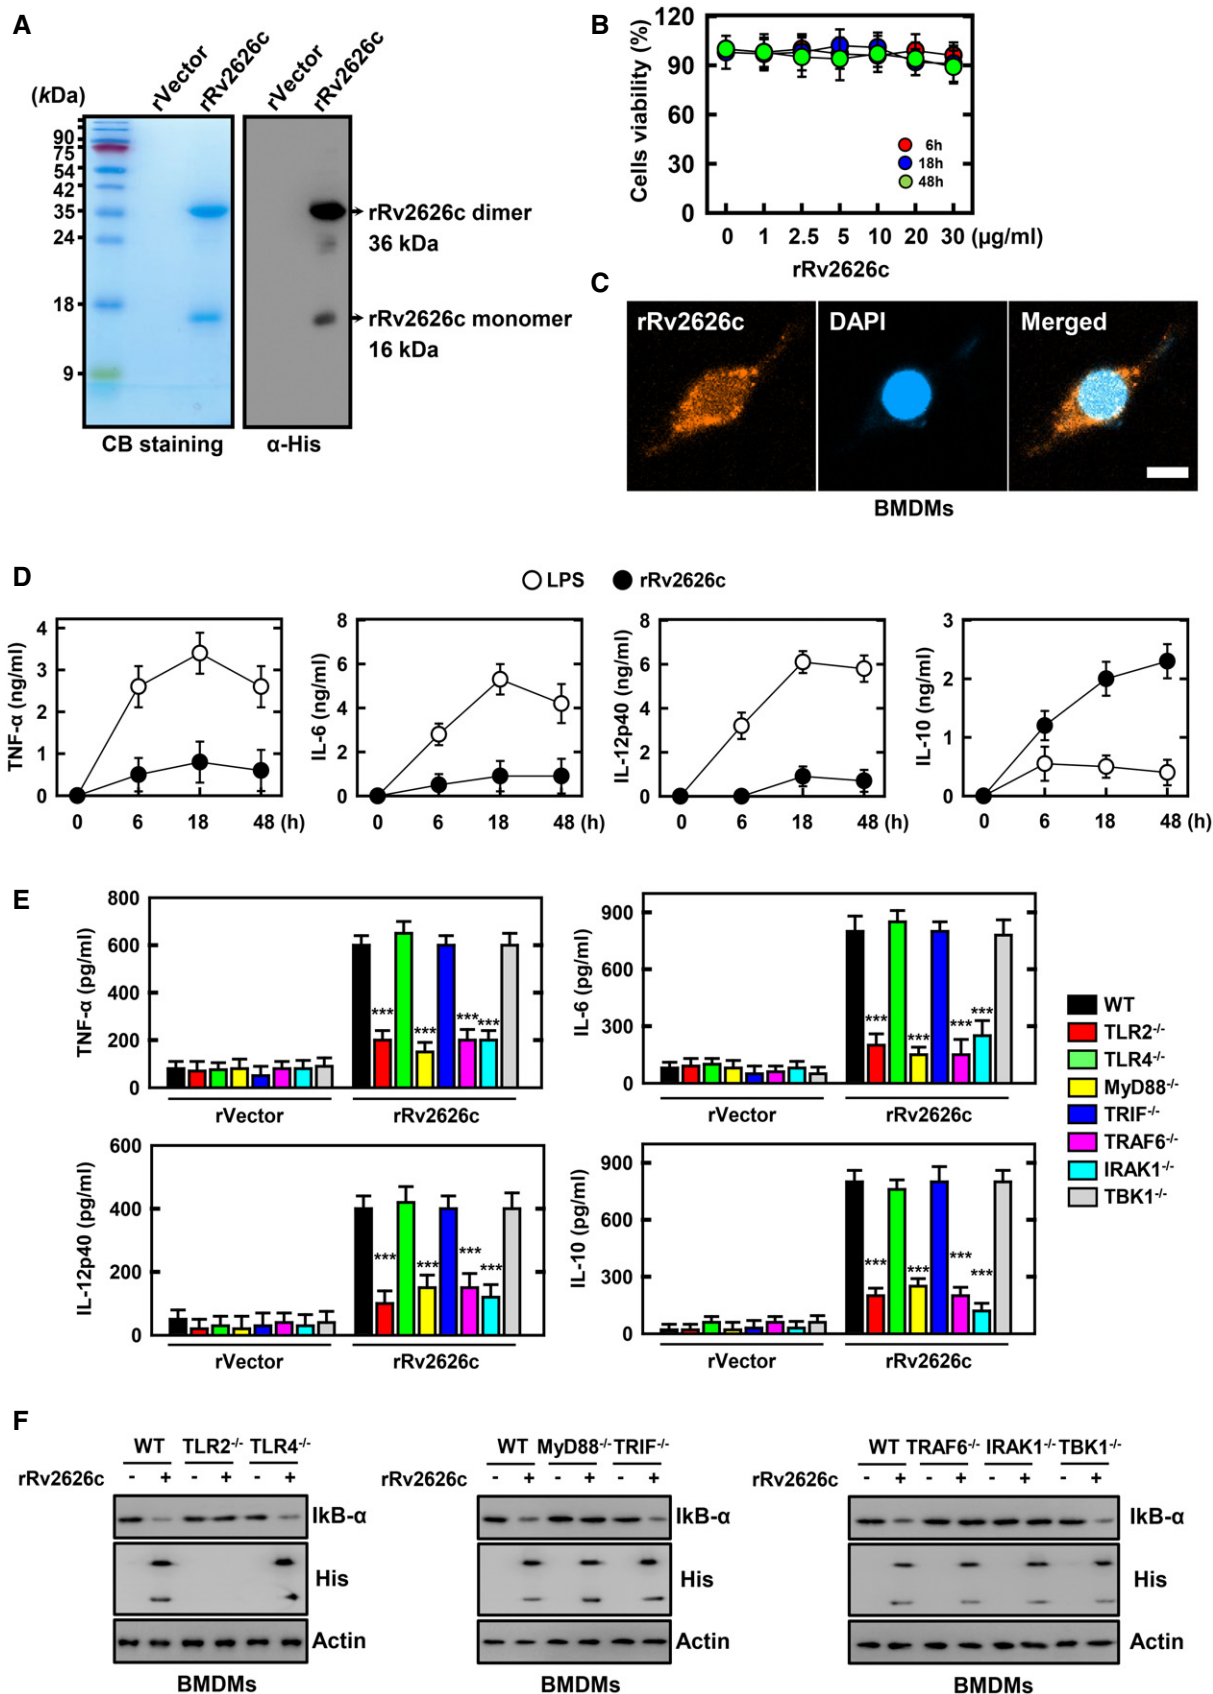 A
(kDa)
rVector
rRv2626c
rVector
rRv2626c
90
75
54
42
35
24
18
9
rRv2626c dimer
36 kDa
rRv2626c monomer
16 kDa
CB staining
α-His
B
Cells viability (%)
120
90
60
30
0
6h
18h
48h
0 1 2.5 5 10 20 30 (μg/ml)
rRv2626c
C
rRv2626c DAPI Merged
BMDMs
D
LPS rRv2626c
TNF-α (ng/ml)
4
3
2
1
0
0 6 18 48 (h)
IL-6 (ng/ml)
8
6
4
2
0
0 6 18 48 (h)
IL-12p40 (ng/ml)
8
6
4
2
0
0 6 18 48 (h)
IL-10 (ng/ml)
3
2
1
0
0 6 18 48 (h)
E
TNF-α (pg/ml)
800
600
400
200
0
*** *** *** ***
rVector rRv2626c
IL-6 (pg/ml)
900
600
300
0
*** *** *** ***
rVector rRv2626c
IL-12p40 (pg/ml)
600
400
200
0
*** *** *** ***
rVector rRv2626c
IL-10 (pg/ml)
900
600
300
0
*** *** *** ***
rVector rRv2626c
WT
TLR2-/-
TLR4-/-
MyD88-/-
TRIF-/-
TRAF6-/-
IRAK1-/-
TBK1-/-
F
WT TLR2-/- TLR4-/-
rRv2626c - + - + - +
IkB-α
His
Actin
BMDMs
WT MyD88-/- TRIF-/-
rRv2626c - + - + - +
IkB-α
His
Actin
BMDMs
WT TRAF6-/- IRAK1-/- TBK1-/-
rRv2626c - + - + - + - +
IkB-α
His
Actin
BMDMs